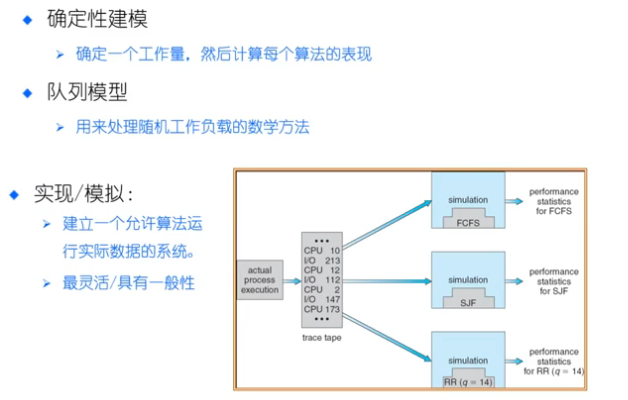 确定性建模
确定一个工作量，然后计算每个算法的表现
队列模型
用来处理随机工作负载的数学方法
实现/模拟：
建立一个允许算法运
行实际数据的系统。
最灵活/具有一般性
actual
process
execution
•••
CPU 10
I/O 213
CPU 12
I/O 112
CPU 2
I/O 147
CPU 173
•••
trace tape
simulation
FCFS
performance
statistics
for FCFS
simulation
SJF
performance
statistics
for SJF
simulation
RR (q = 14)
performance
statistics
for RR (q = 14)